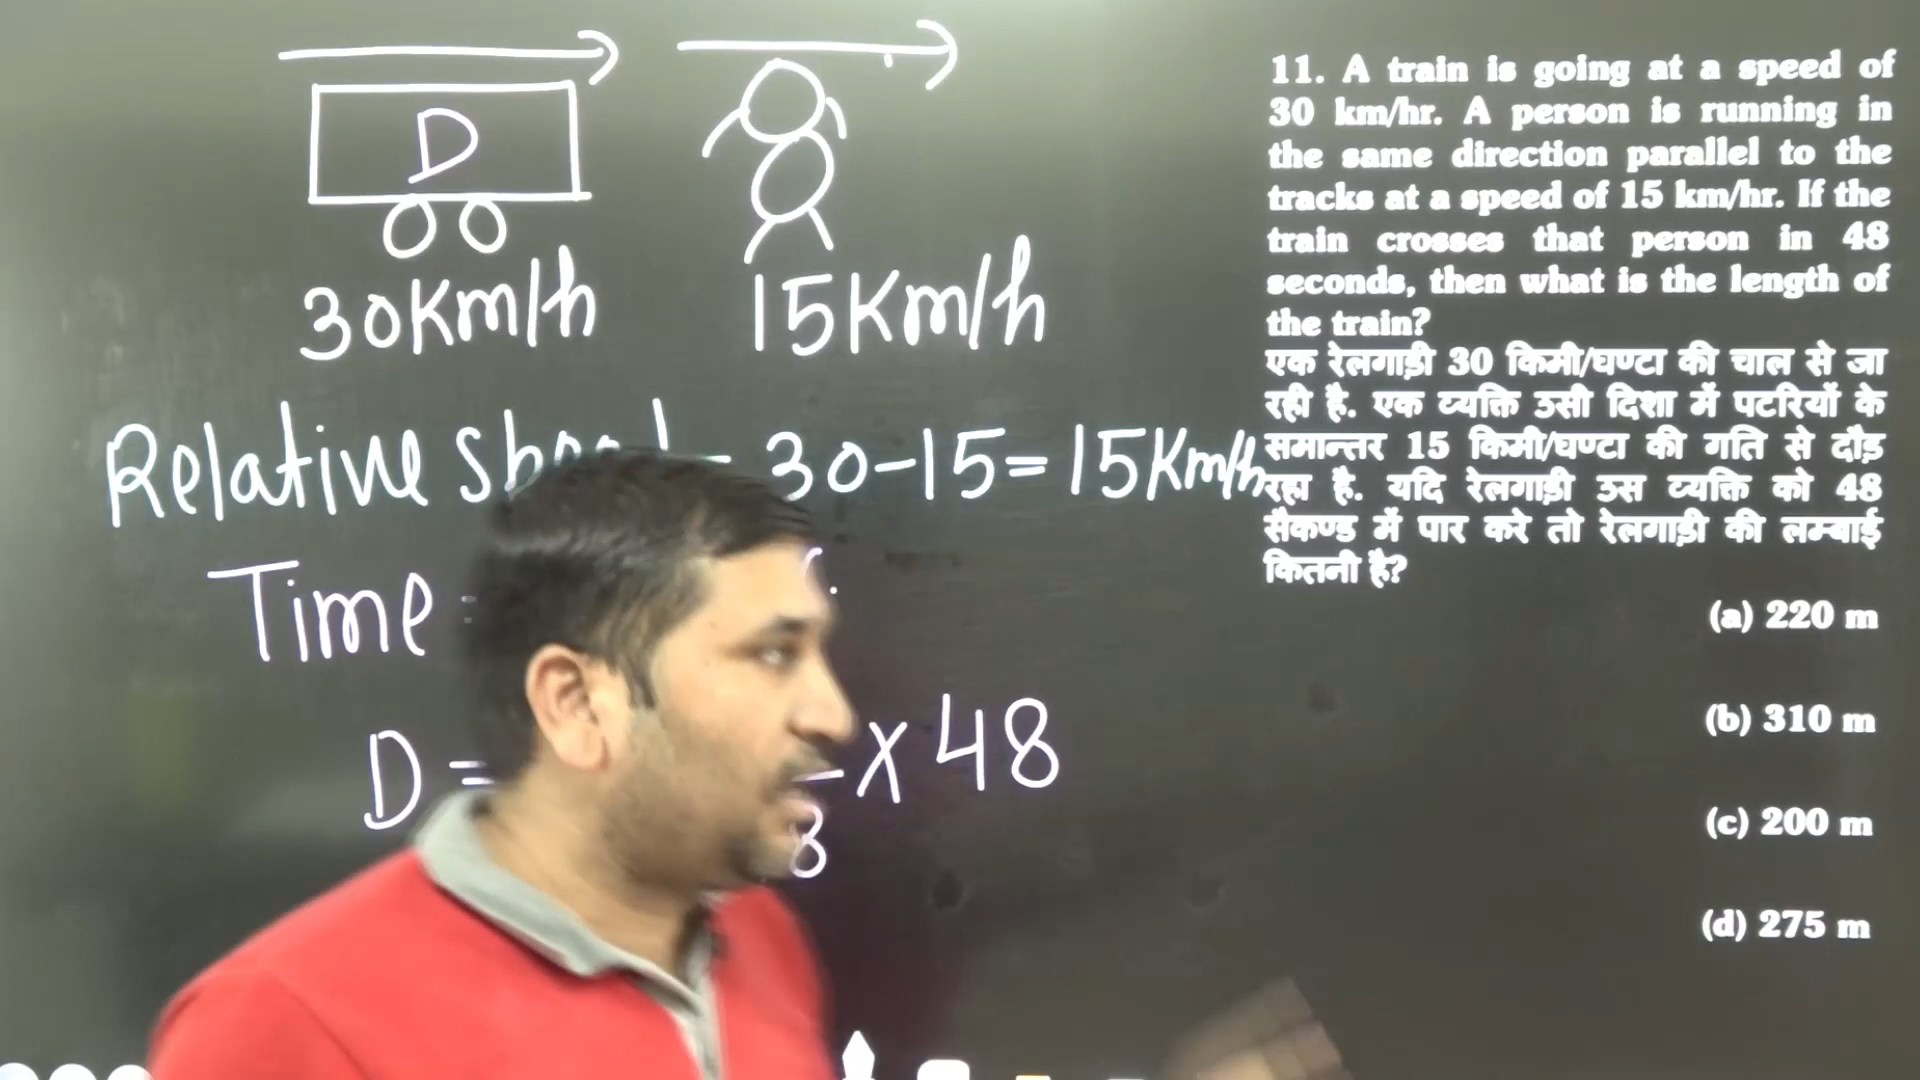 D
30Km/h
15Km/h
Relative
30-15=15Km/h
Time
D = × 48
11. A train is going at a speed of
30 km/hr. A person is running in
the same direction parallel to the
tracks at a speed of 15 km/hr. If the
train crosses that person in 48
seconds, then what is the length of
the train?
एक रेलगाड़ी 30 किमी/घण्टा की चाल से जा
रही है. एक व्यक्ति उसी दिशा में पटरियों के
समान्तर 15 किमी/घण्टा की गति से दौड़
रहा है. यदि रेलगाड़ी उस व्यक्ति को 48
सैकण्ड में पार करे तो रेलगाड़ी की लम्बाई
कितनी है?
(a) 220 m
(b) 310 m
(c) 200 m
(d) 275 m